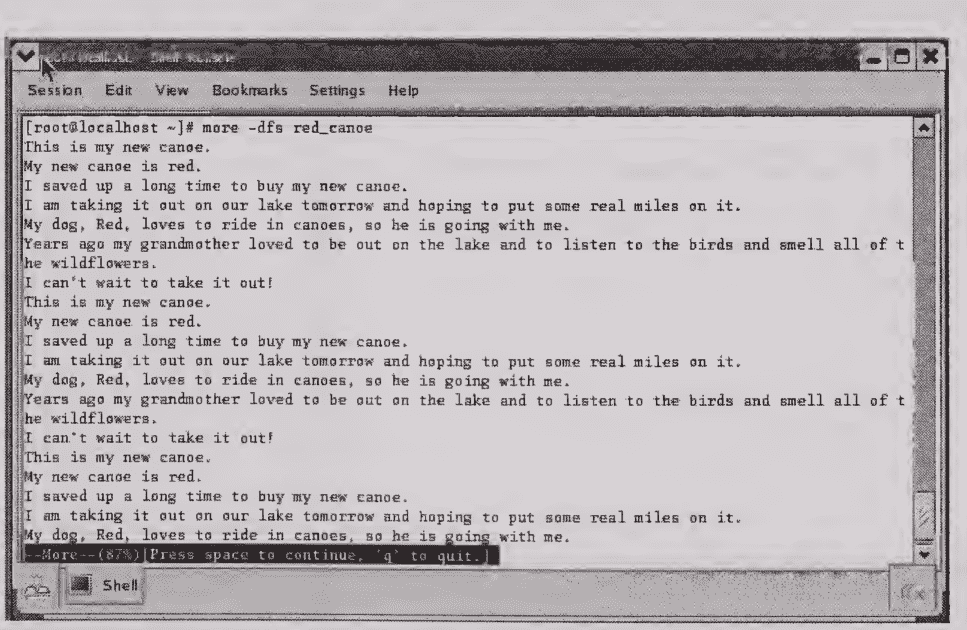 Session Edit View Bookmarks Settings Help
[root@localhost ~]# more -dfs red_canoe
This is my new canoe.
My new canoe is red.
I saved up a long time to buy my new canoe.
I am taking it out on our lake tomorrow and hoping to put some real miles on it.
My dog, Red, loves to ride in canoes, so he is going with me.
Years ago my grandmother loved to be out on the lake and to listen to the birds and smell all of t
he wildflowers.
I can't wait to take it out!
This is my new canoe.
My new canoe is red.
I saved up a long time to buy my new canoe.
I am taking it out on our lake tomorrow and hoping to put some real miles on it.
My dog, Red, loves to ride in canoes, so he is going with me.
Years ago my grandmother loved to be out on the lake and to listen to the birds and smell all of t
he wildflowers.
I can't wait to take it out!
This is my new canoe.
My new canoe is red.
I saved up a long time to buy my new canoe.
I am taking it out on our lake tomorrow and hoping to put some real miles on it.
My dog, Red, loves to ride in canoes, so he is going with me.
--More--(87%)[Press space to continue, 'q' to quit.]
Shell